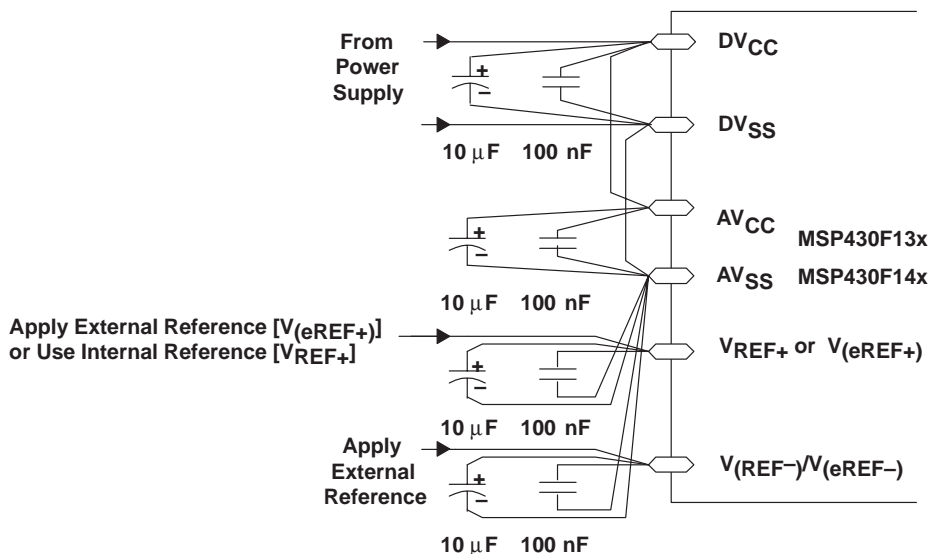 From
Power
Supply
DVCC
+
−
DVSS
10 μF 100 nF
AVCC
+
−
MSP430F13x
AVSS MSP430F14x
10 μF 100 nF
Apply External Reference [V(eREF+)]
or Use Internal Reference [VREF+]
VREF+ or V(eREF+)
+
−
10 μF 100 nF
Apply
External
Reference
V(REF−)/V(eREF−)
+
−
10 μF 100 nF